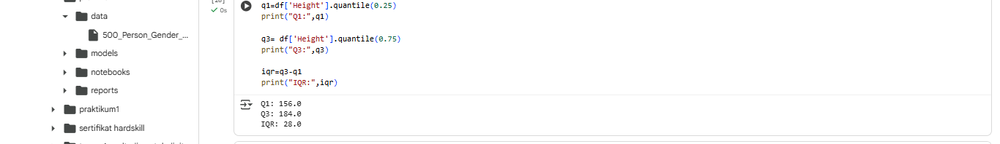 data
500_Person_Gender_...
models
notebooks
reports
praktikum1
sertifikat hardskill
0s
q1=df['Height'].quantile(0.25)
print("Q1:",q1)
q3= df['Height'].quantile(0.75)
print("Q3:",q3)
iqr=q3-q1
print("IQR:",iqr)
Q1: 156.0
Q3: 184.0
IQR: 28.0